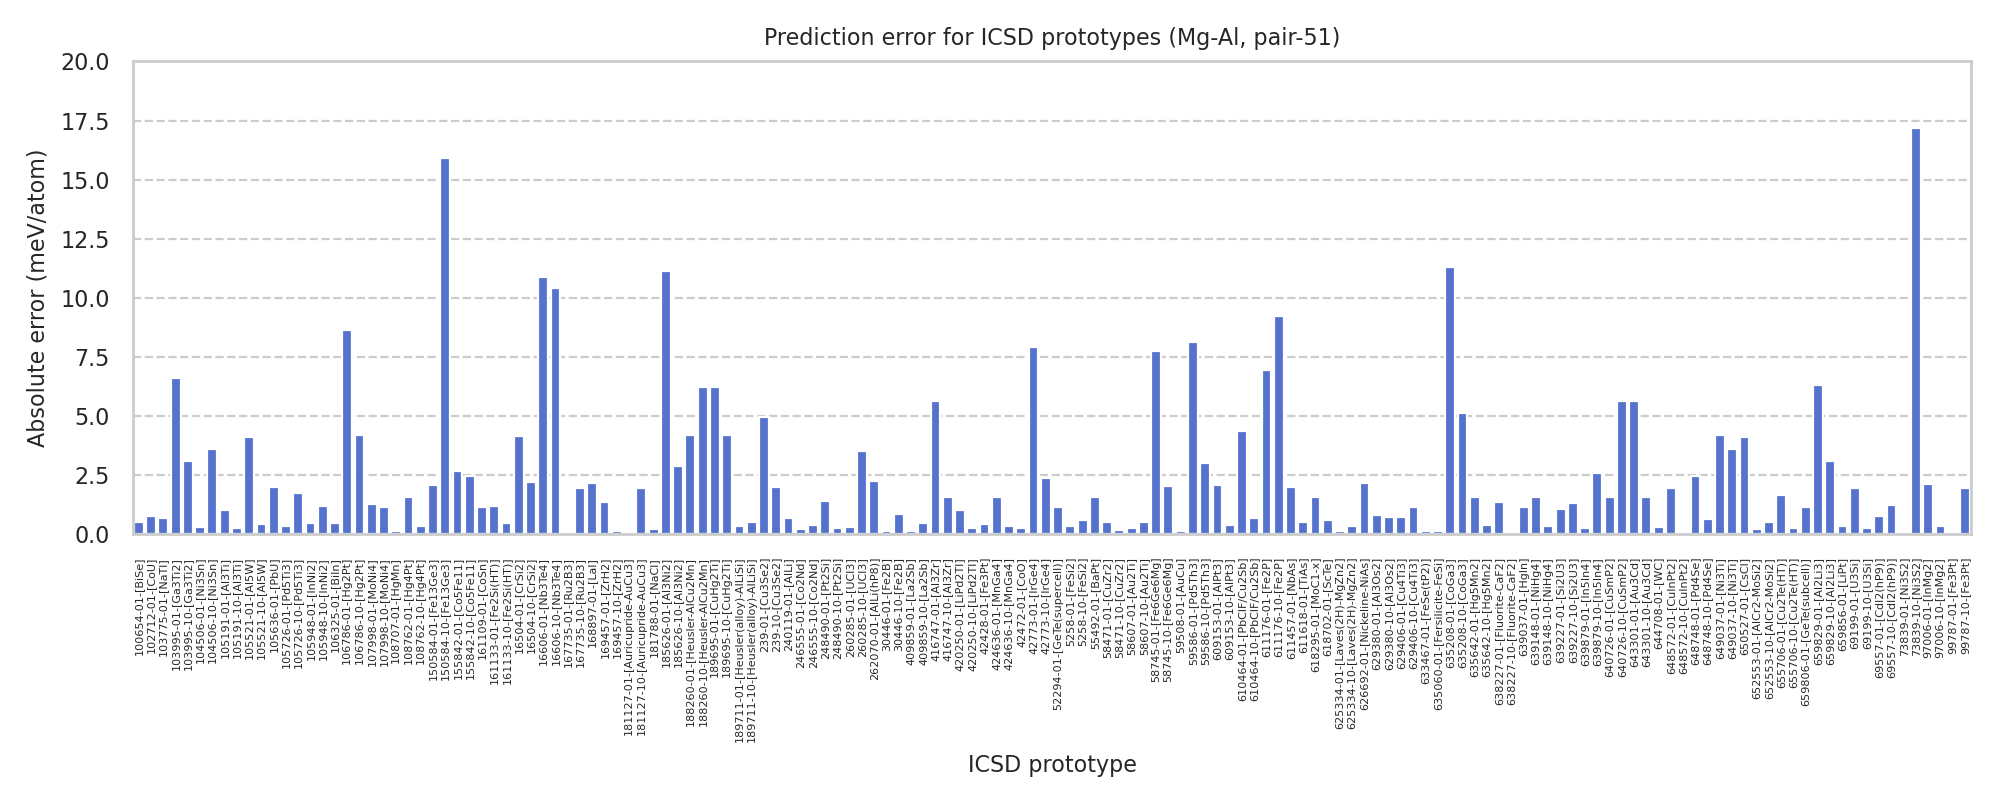 Prediction error for ICSD prototypes (Mg-Al, pair-51)
Absolute error (meV/atom)
20.0
17.5
15.0
12.5
10.0
7.5
5.0
2.5
0.0
100654-01-[BiSe]
102712-01-[CoU]
103775-01-[NaTl]
103995-01-[Ga3Ti2]
103995-10-[Ga3Ti2]
104506-01-[Ni3Sn]
104506-10-[Ni3Sn]
105191-01-[Al3Ti]
105191-10-[Al3Ti]
105521-01-[Al5W]
105521-10-[Al5W]
105636-01-[PbU]
105726-01-[Pd5Ti3]
105726-10-[Pd5Ti3]
105948-01-[InNi2]
105948-10-[InNi2]
106325-01-[BiIn]
106786-01-[Hg2Pt]
106786-10-[Hg2Pt]
107998-01-[MoNi4]
107998-10-[MoNi4]
108707-01-[HgMn]
108762-01-[Hg4Pt]
108762-10-[Hg4Pt]
150584-01-[Fe13Ge3]
150584-10-[Fe13Ge3]
155842-01-[Co5Fe11]
155842-10-[Co5Fe11]
161109-01-[CoSn]
161133-01-[Fe2Si(HT)]
161133-10-[Fe2Si(HT)]
16504-01-[CrSi2]
16504-10-[CrSi2]
16606-01-[Nb3Te4]
16606-10-[Nb3Te4]
167735-01-[Ru2B3]
167735-10-[Ru2B3]
168897-01-[LaI]
169457-01-[ZrH2]
169457-10-[ZrH2]
181127-01-[Auricupride-AuCu3]
181127-10-[Auricupride-AuCu3]
181788-01-[NaCl]
185626-01-[Al3Ni2]
185626-10-[Al3Ni2]
188260-01-[Heusler-AlCu2Mn]
188260-10-[Heusler-AlCu2Mn]
189695-01-[CuHg2Ti]
189695-10-[CuHg2Ti]
189711-01-[Heusler(alloy)-AlLiSi]
189711-10-[Heusler(alloy)-AlLiSi]
239-01-[Cu3Se2]
239-10-[Cu3Se2]
240119-01-[AlLi]
246555-01-[Co2Nd]
246555-10-[Co2Nd]
248490-01-[Pt2Si]
248490-10-[Pt2Si]
260285-01-[UCl3]
260285-10-[UCl3]
262070-01-[AlLi(hP8)]
30446-01-[Fe2B]
30446-10-[Fe2B]
409859-01-[La2Sb]
409859-10-[La2Sb]
416747-01-[Al3Zr]
416747-10-[Al3Zr]
420250-01-[LiPd2Tl]
420250-10-[LiPd2Tl]
42428-01-[Fe3Pt]
424636-01-[MnGa4]
424636-10-[MnGa4]
42472-01-[CoO]
42773-01-[IrGe4]
42773-10-[IrGe4]
52294-01-[GeTe(supercell)]
5258-01-[FeSi2]
5258-10-[FeSi2]
55492-01-[BaPt]
58471-01-[CuZr2]
58471-10-[CuZr2]
58607-01-[Au2Ti]
58607-10-[Au2Ti]
58745-01-[Fe6Ge6Mg]
58745-10-[Fe6Ge6Mg]
59508-01-[AuCu]
599586-01-[Pd5Th3]
599586-10-[Pd5Th3]
609153-01-[AlPt3]
609153-10-[AlPt3]
610464-01-[PbClF/Cu2Sb]
610464-10-[PbClF/Cu2Sb]
611176-01-[Fe2P]
611176-10-[Fe2P]
611457-01-[NbAs]
611618-01-[TiAs]
618295-01-[MoC1-x]
618702-01-[ScTe]
625334-01-[Laves(2H)-MgZn2]
625334-10-[Laves(2H)-MgZn2]
626692-01-[Nickeline-NiAs]
629380-01-[Al3Os2]
629380-10-[Al3Os2]
629406-01-[Cu4Ti3]
629406-10-[Cu4Ti3]
633467-01-[FeSe(tP2)]
635060-01-[Fersilicite-FeSi]
635208-01-[CoGa3]
635208-10-[CoGa3]
635642-01-[Hg5Mn2]
635642-10-[Hg5Mn2]
638227-01-[Fluorite-CaF2]
638227-10-[Fluorite-CaF2]
639037-01-[HgIn]
639148-01-[NiHg4]
639148-10-[NiHg4]
639227-01-[Si2U3]
639227-10-[Si2U3]
639879-01-[InSIn4]
639879-10-[InSIn4]
640726-01-[CuSmP2]
640726-10-[CuSmP2]
643301-01-[Au3Cd]
643301-10-[Au3Cd]
644708-01-[WC]
648572-01-[CuInPt2]
648572-10-[CuInPt2]
648748-01-[Pd4Se]
648748-10-[Pd4Se]
649037-01-[Ni3Ti]
649037-10-[Ni3Ti]
650527-01-[CsCl]
652553-01-[AlCr2-MoSi2]
652553-10-[AlCr2-MoSi2]
655706-01-[Cu2Te(HT)]
655706-10-[Cu2Te(HT)]
659806-01-[GeTe(subcell)]
659829-01-[Al2Li3]
659829-10-[Al2Li3]
659856-01-[LiPt]
69199-01-[U3Si]
69199-10-[U3Si]
69557-01-[CdI2(hP9)]
69557-10-[CdI2(hP9)]
73839-01-[Ni3S2]
73839-10-[Ni3S2]
97006-01-[InMg2]
97006-10-[InMg2]
99787-01-[Fe3Pt]
99787-10-[Fe3Pt]
ICSD prototype